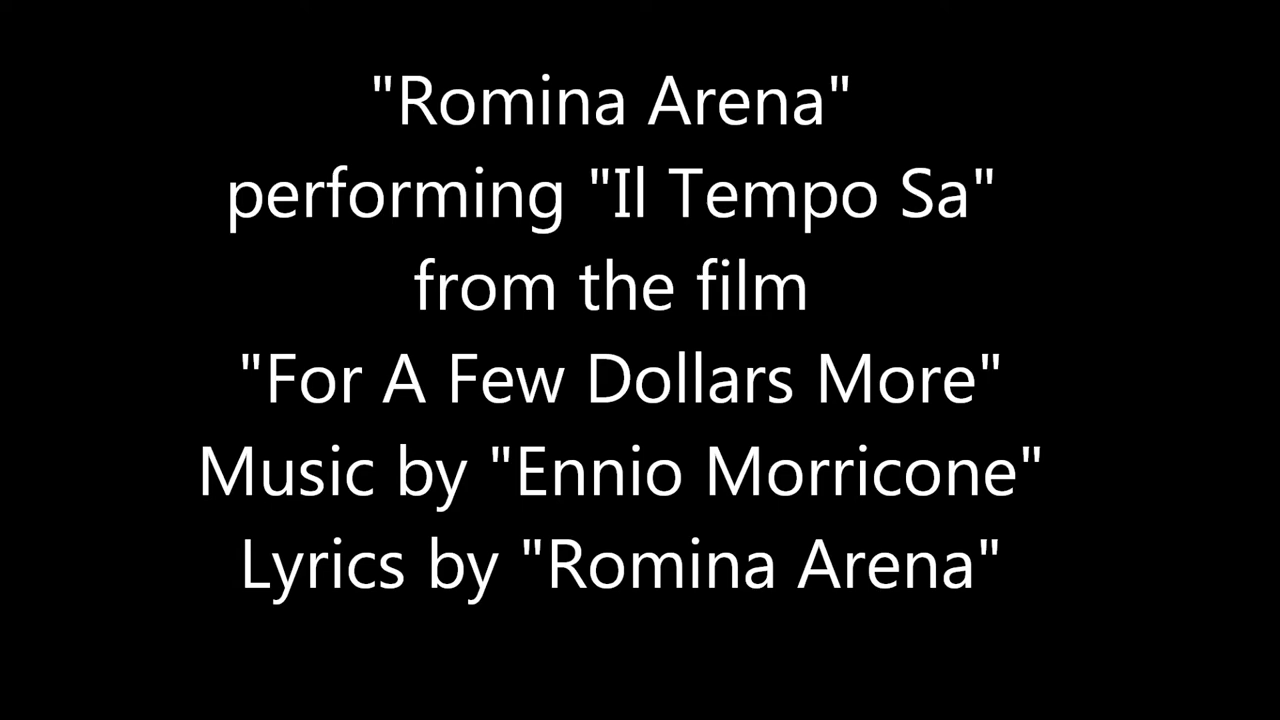 "Romina Arena"
performing "Il Tempo Sa"
from the film
"For A Few Dollars More"
Music by "Ennio Morricone"
Lyrics by "Romina Arena"